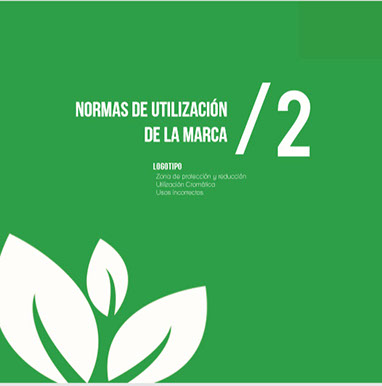 NORMAS DE UTILIZACIÓN
DE LA MARCA
/2
LOGOTIPO
Zona de protección y reducción
Utilización Cromática
Usos Incorrectos